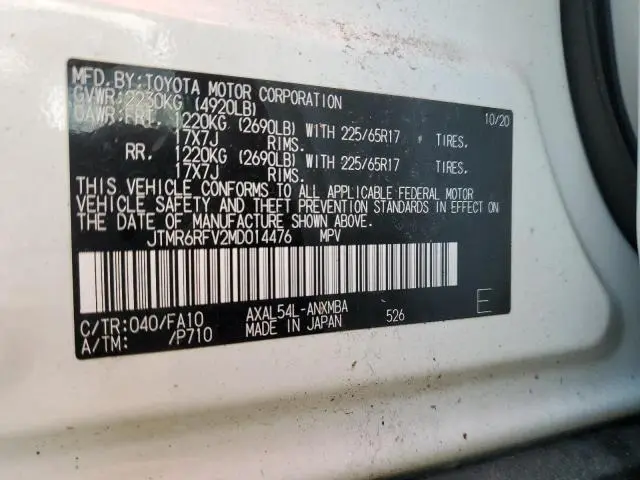 MFD. BY: TOYOTA MOTOR CORPORATION 10/20
GVWR: 2230KG (4920LB)
GAWR: FRT. 1220KG (2690LB) WITH 225/65R17 TIRES.
17X7J RIMS.
RR. 1220KG (2690LB) WITH 225/65R17 TIRES.
17X7J RIMS.
THIS VEHICLE CONFORMS TO ALL APPLICABLE FEDERAL MOTOR
VEHICLE SAFETY AND THEFT PREVENTION STANDARDS IN EFFECT ON
THE DATE OF MANUFACTURE SHOWN ABOVE.
JTMR6RFV2MD014476 MPV
C/TR: 040/FA10 AXAL54L-ANXMBA 526 E
A/TM: /P710 MADE IN JAPAN